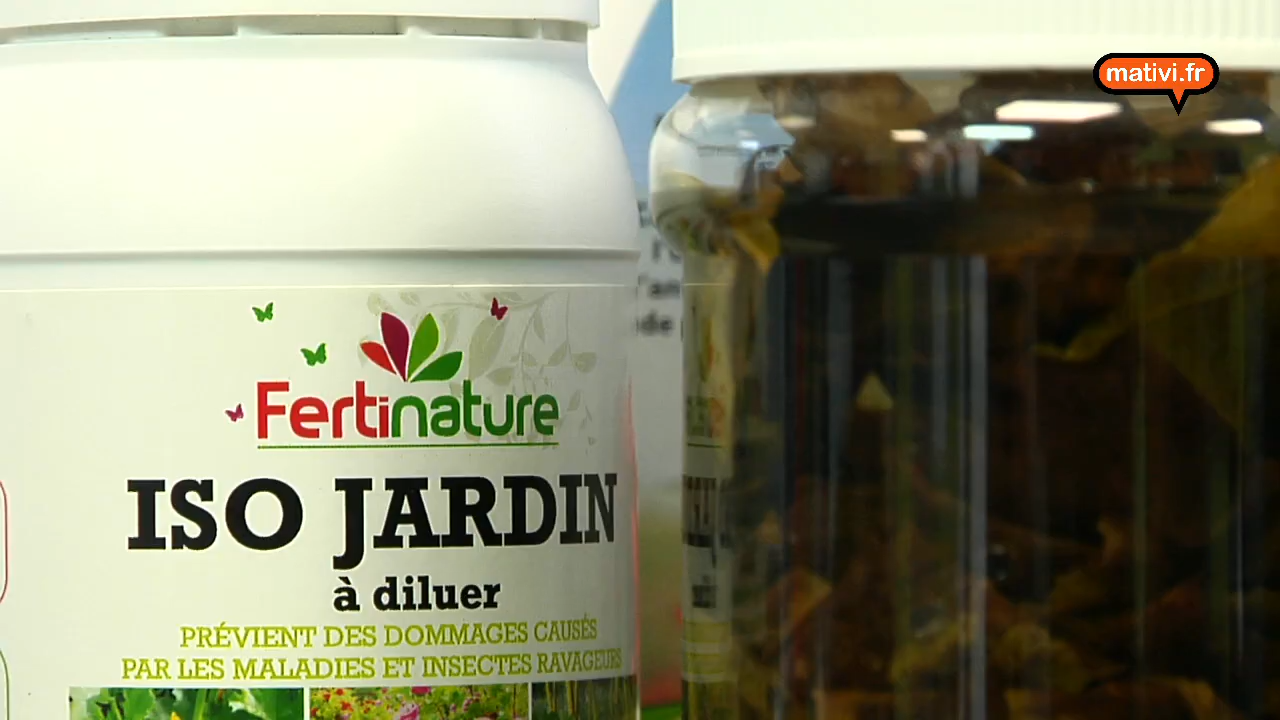 mativi.fr
Fertinature
ISO JARDIN
à diluer
PRÉVIENT DES DOMMAGES CAUSÉS
PAR LES MALADIES ET INSECTES RAVAGEURS